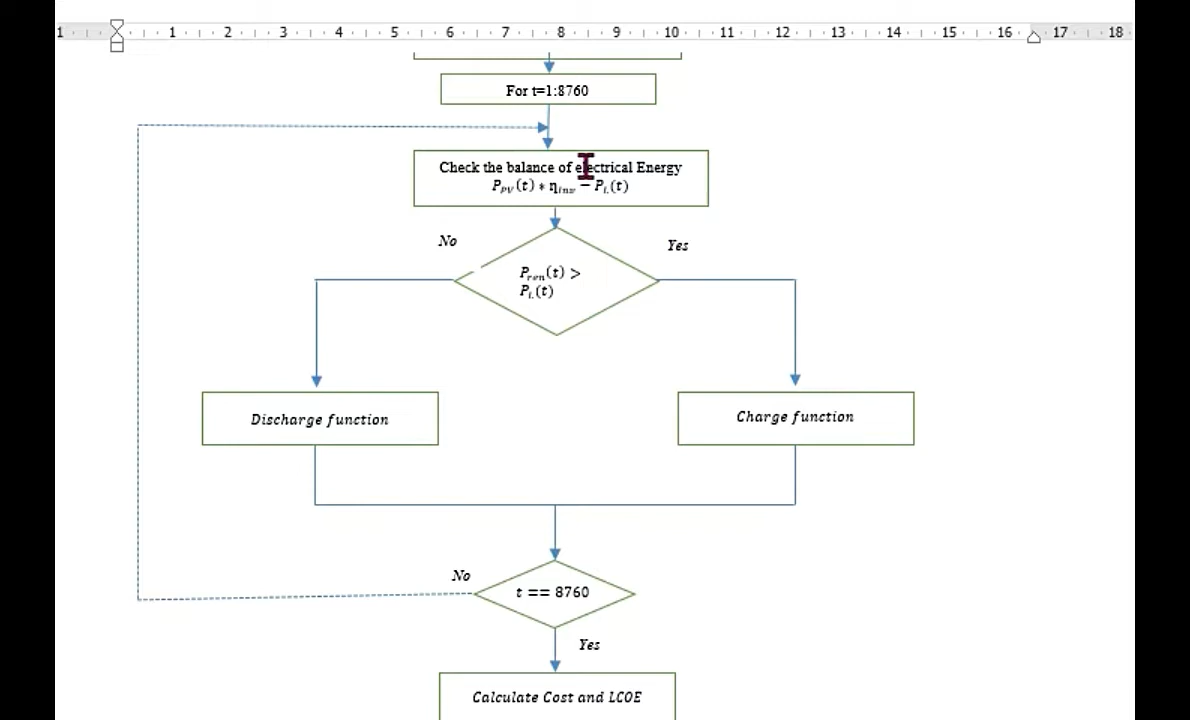 1 1 2 3 4 5 6 7 8 9 10 11 12 13 14 15 16 17 18
For t=1:8760
Check the balance of electrical Energy
P_PV(t) * η_inv − P_L(t)
No
Yes
P_ren(t) >
P_L(t)
Discharge function
Charge function
No
t == 8760
Yes
Calculate Cost and LCOE